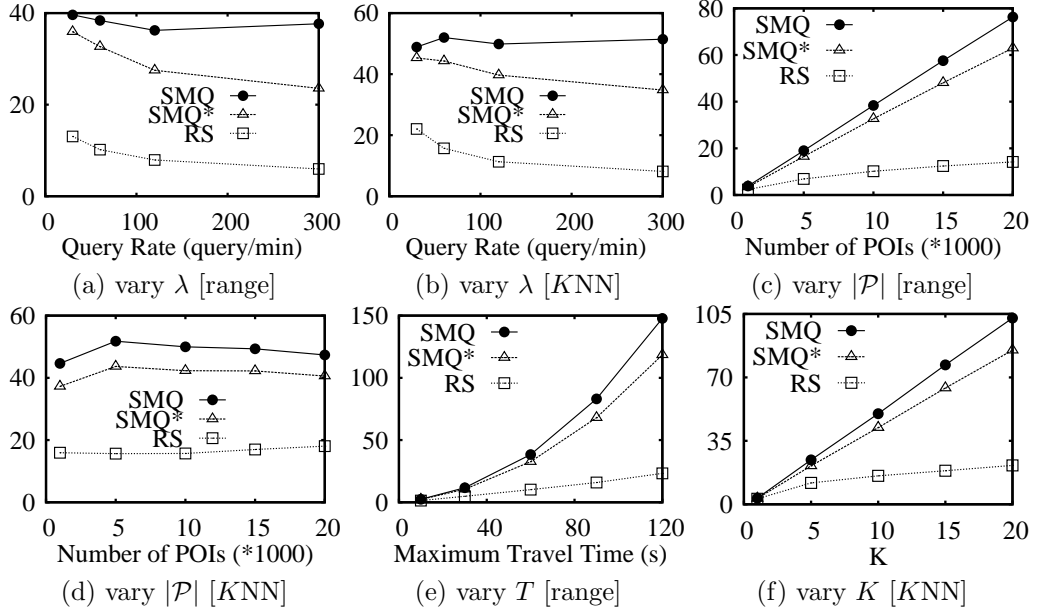 40
20
0
SMQ
SMQ*
RS
0 100 200 300
Query Rate (query/min)
(a) vary λ [range]
60
40
20
0
SMQ
SMQ*
RS
0 100 200 300
Query Rate (query/min)
(b) vary λ [KNN]
80
60
40
20
0
SMQ
SMQ*
RS
0 5 10 15 20
Number of POIs (*1000)
(c) vary |𝒫| [range]
60
40
20
0
SMQ
SMQ*
RS
0 5 10 15 20
Number of POIs (*1000)
(d) vary |𝒫| [KNN]
150
100
50
0
SMQ
SMQ*
RS
40 80 120
Maximum Travel Time (s)
(e) vary T [range]
105
70
35
0
SMQ
SMQ*
RS
0 5 10 15 20
K
(f) vary K [KNN]